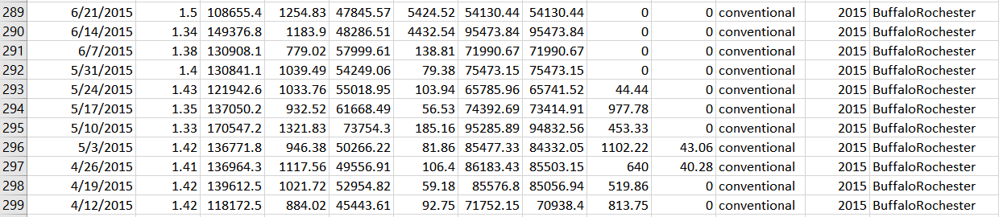 289 6/21/2015 1.5 108655.4 1254.83 47845.57 5424.52 54130.44 54130.44 0 0 conventional 2015 BuffaloRochester
290 6/14/2015 1.34 149376.8 1183.9 48286.51 4432.54 95473.84 95473.84 0 0 conventional 2015 BuffaloRochester
291 6/7/2015 1.38 130908.1 779.02 57999.61 138.81 71990.67 71990.67 0 0 conventional 2015 BuffaloRochester
292 5/31/2015 1.4 130841.1 1039.49 54249.06 79.38 75473.15 75473.15 0 0 conventional 2015 BuffaloRochester
293 5/24/2015 1.43 121942.6 1033.76 55018.95 103.94 65785.96 65741.52 44.44 0 conventional 2015 BuffaloRochester
294 5/17/2015 1.35 137050.2 932.52 61668.49 56.53 74392.69 73414.91 977.78 0 conventional 2015 BuffaloRochester
295 5/10/2015 1.33 170547.2 1321.83 73754.3 185.16 95285.89 94832.56 453.33 0 conventional 2015 BuffaloRochester
296 5/3/2015 1.42 136771.8 946.38 50266.22 81.86 85477.33 84332.05 1102.22 43.06 conventional 2015 BuffaloRochester
297 4/26/2015 1.41 136964.3 1117.56 49556.91 106.4 86183.43 85503.15 640 40.28 conventional 2015 BuffaloRochester
298 4/19/2015 1.42 139612.5 1021.72 52954.82 59.18 85576.8 85056.94 519.86 0 conventional 2015 BuffaloRochester
299 4/12/2015 1.42 118172.5 884.02 45443.61 92.75 71752.15 70938.4 813.75 0 conventional 2015 BuffaloRochester